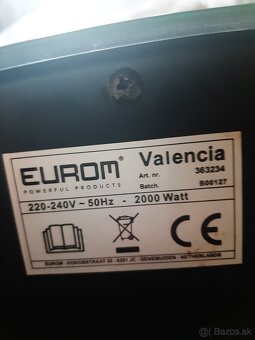 EUROM® Valencia
POWERFUL PRODUCTS
Art. nr. 363234
Batch. B00127
220-240V ~ 50Hz - 2000 Watt
CE
EUROM - KOKOSSTRAAT 20 - 8281 JC - GENEMUIDEN - NETHERLANDS
© Bazos.sk